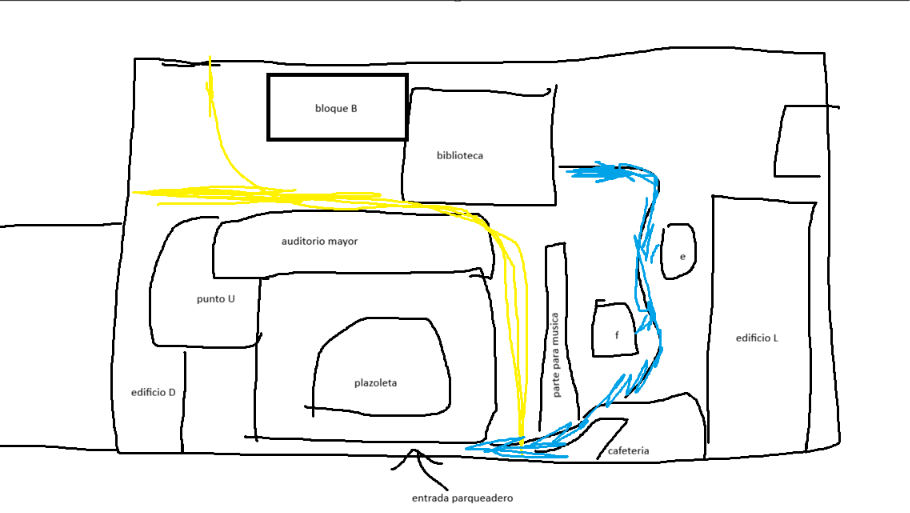 bloque B
biblioteca
auditorio mayor
e
punto U
f
edificio L
parte para musica
plazoleta
edificio D
cafeteria
entrada parqueadero